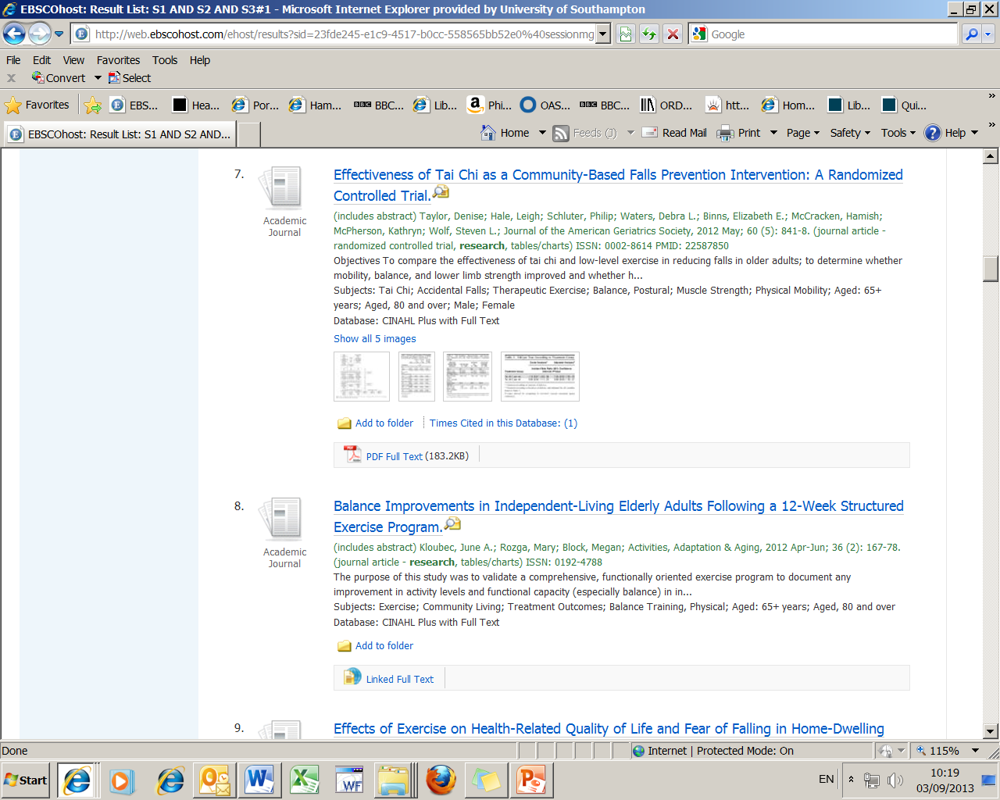 EBSCOhost: Result List: S1 AND S2 AND S3#1 - Microsoft Internet Explorer provided by University of Southampton
http://web.ebscohost.com/ehost/results?sid=23fde245-e1c9-4517-b0cc-558565bb52e0%40sessionmg
Google
File Edit View Favorites Tools Help
x Convert Select
Favorites EBS... Hea... Por... Ham... BBC BBC... Lib... Phi... OAS... BBC BBC... ORD... htt... Hom... Lib... Qui... »
EBSCOhost: Result List: S1 AND S2 AND... Home Feeds (J) Read Mail Print Page Safety Tools Help »
7. Effectiveness of Tai Chi as a Community-Based Falls Prevention Intervention: A Randomized
Controlled Trial.
Academic
Journal
(includes abstract) Taylor, Denise; Hale, Leigh; Schluter, Philip; Waters, Debra L.; Binns, Elizabeth E.; McCracken, Hamish;
McPherson, Kathryn; Wolf, Steven L.; Journal of the American Geriatrics Society, 2012 May; 60 (5): 841-8. (journal article -
randomized controlled trial, research, tables/charts) ISSN: 0002-8614 PMID: 22587850
Objectives To compare the effectiveness of tai chi and low-level exercise in reducing falls in older adults; to determine whether
mobility, balance, and lower limb strength improved and whether h...
Subjects: Tai Chi; Accidental Falls; Therapeutic Exercise; Balance, Postural; Muscle Strength; Physical Mobility; Aged: 65+
years; Aged, 80 and over; Male; Female
Database: CINAHL Plus with Full Text
Show all 5 images
Add to folder Times Cited in this Database: (1)
PDF Full Text (183.2KB)
8. Balance Improvements in Independent-Living Elderly Adults Following a 12-Week Structured
Exercise Program.
Academic
Journal
(includes abstract) Kloubec, June A.; Rozga, Mary; Block, Megan; Activities, Adaptation & Aging, 2012 Apr-Jun; 36 (2): 167-78.
(journal article - research, tables/charts) ISSN: 0192-4788
The purpose of this study was to validate a comprehensive, functionally oriented exercise program to document any
improvement in activity levels and functional capacity (especially balance) in in...
Subjects: Exercise; Community Living; Treatment Outcomes; Balance Training, Physical; Aged: 65+ years; Aged, 80 and over
Database: CINAHL Plus with Full Text
Add to folder
Linked Full Text
9. Effects of Exercise on Health-Related Quality of Life and Fear of Falling in Home-Dwelling
Done Internet | Protected Mode: On 115%
Start EN 10:19
03/09/2013